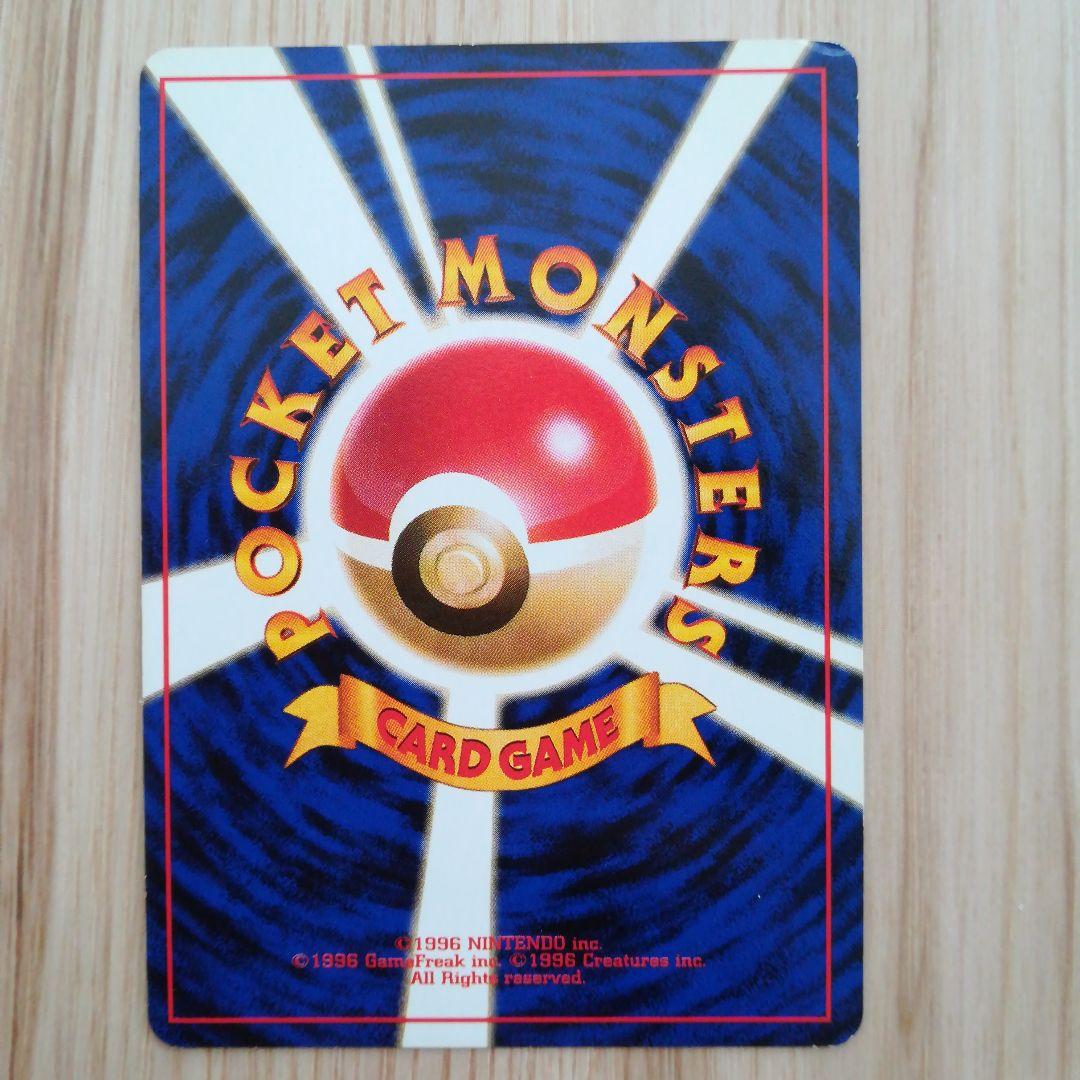 POCKET MONSTERS
CARD GAME
©1996 NINTENDO inc.
©1996 GameFreak inc. ©1996 Creatures inc.
All Rights reserved.